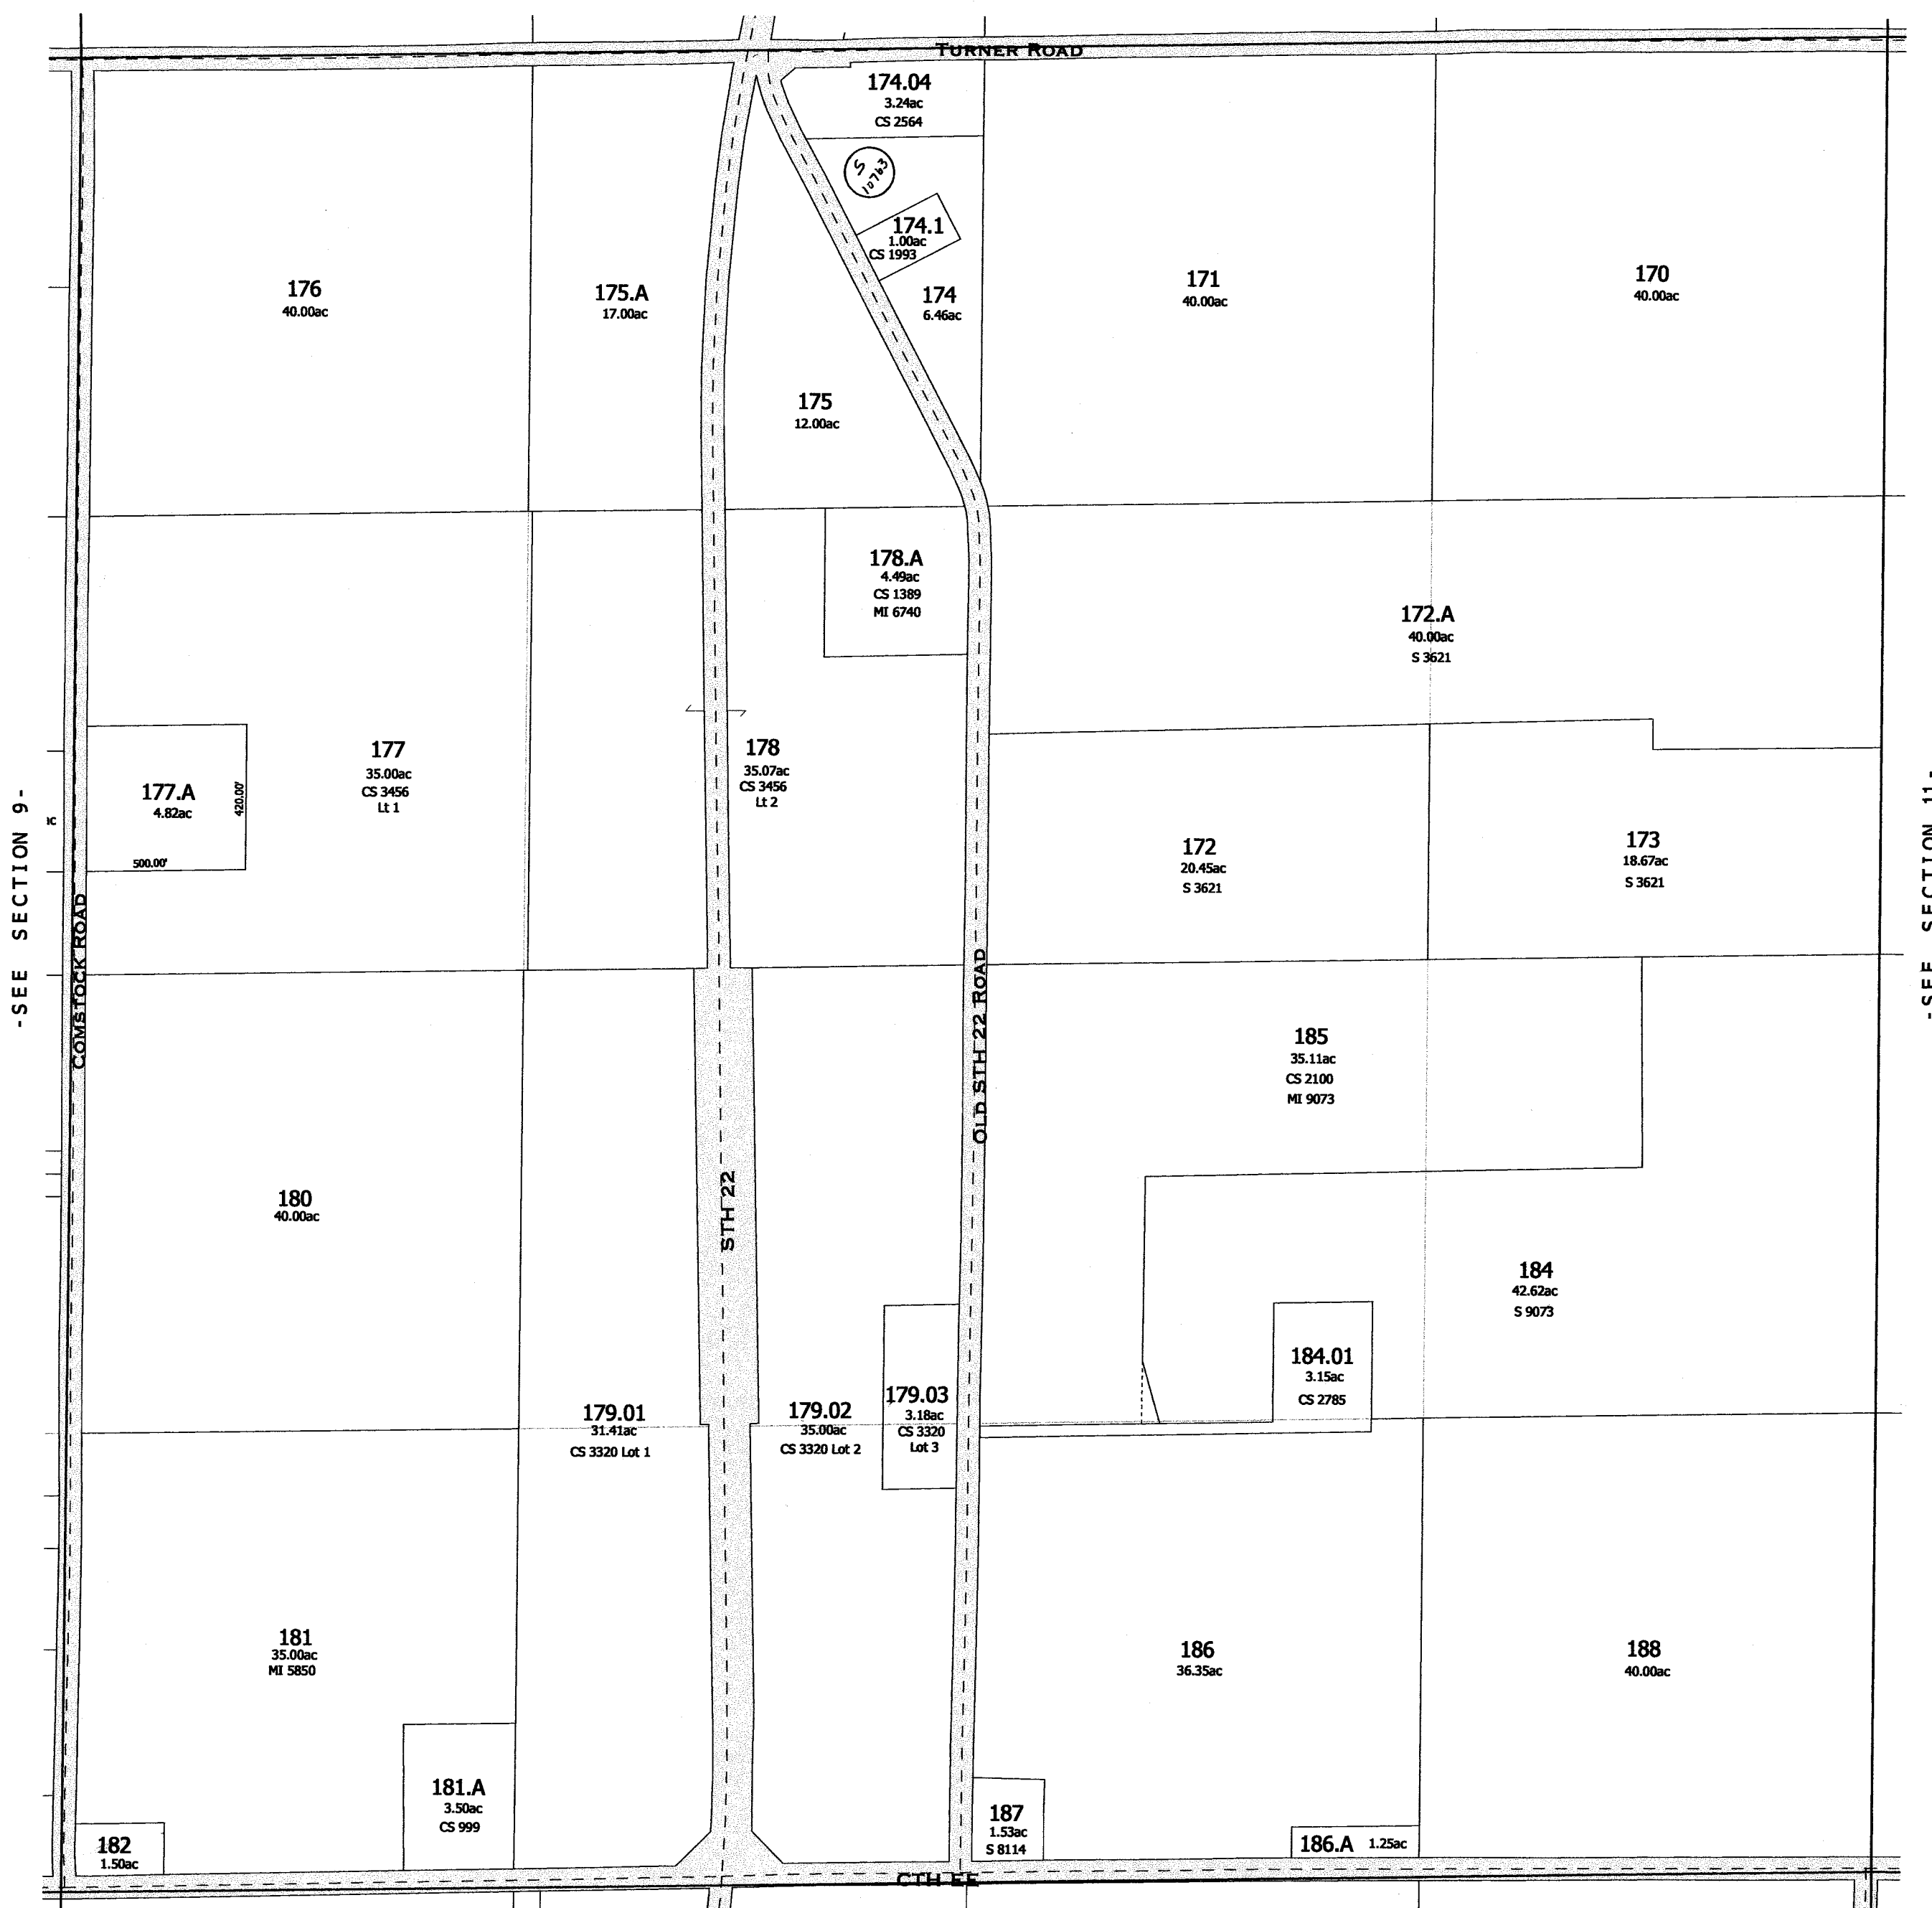 TURNER ROAD
174.04
3.24ac
CS 2564
S
10763
174.1
1.00ac
CS 1993
174
6.46ac
176
40.00ac
175.A
17.00ac
171
40.00ac
170
40.00ac
175
12.00ac
178.A
4.49ac
CS 1389
MI 6740
172.A
40.00ac
S 3621
177
35.00ac
CS 3456
Lt 1
178
35.07ac
CS 3456
Lt 2
177.A
4.82ac
420.00'
500.00'
172
20.45ac
S 3621
173
18.67ac
S 3621
-SEE SECTION 9-
COMSTOCK ROAD
OLD STH 22 ROAD
-SEE SECTION 11-
185
35.11ac
CS 2100
MI 9073
180
40.00ac
STH 22
184
42.62ac
S 9073
184.01
3.15ac
CS 2785
179.01
31.41ac
CS 3320 Lot 1
179.02
35.00ac
CS 3320 Lot 2
179.03
3.18ac
CS 3320
Lot 3
181
35.00ac
MI 5850
186
36.35ac
188
40.00ac
181.A
3.50ac
CS 999
182
1.50ac
187
1.53ac
S 8114
186.A 1.25ac
CTH EE